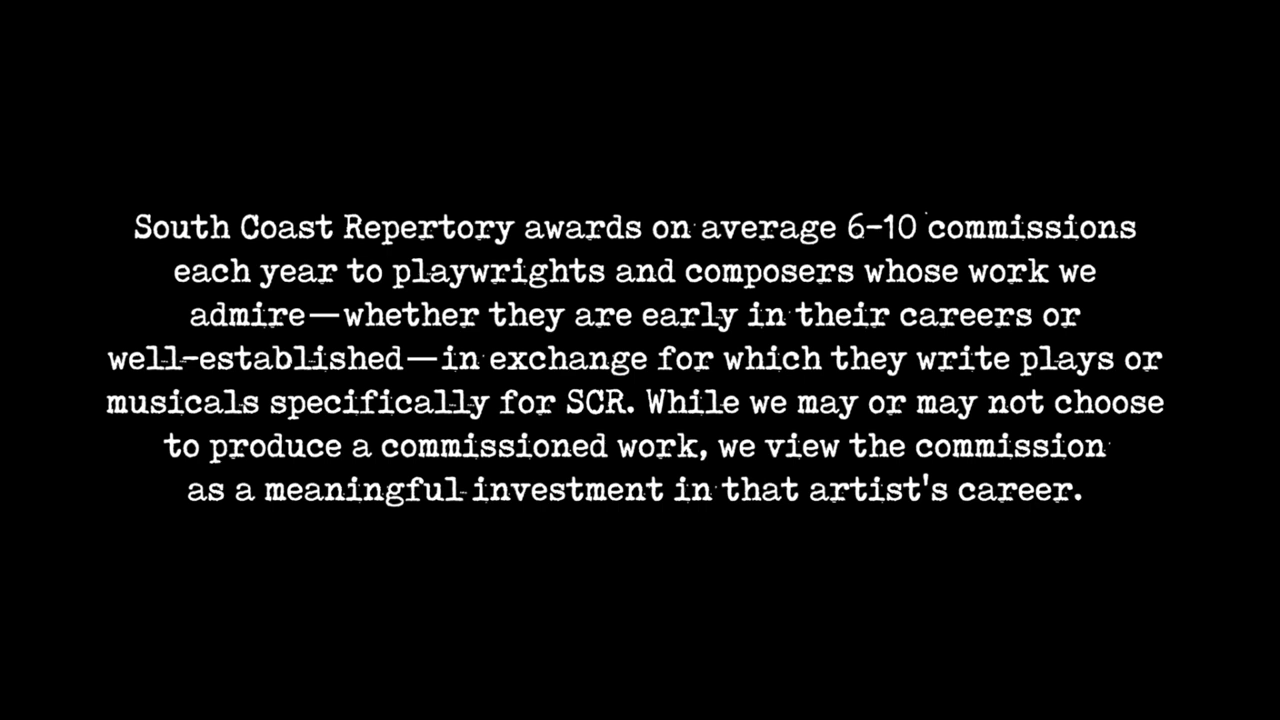 South Coast Repertory awards on average 6-10 commissions
each year to playwrights and composers whose work we
admire—whether they are early in their careers or
well-established—in exchange for which they write plays or
musicals specifically for SCR. While we may or may not choose
to produce a commissioned work, we view the commission
as a meaningful investment in that artist's career.